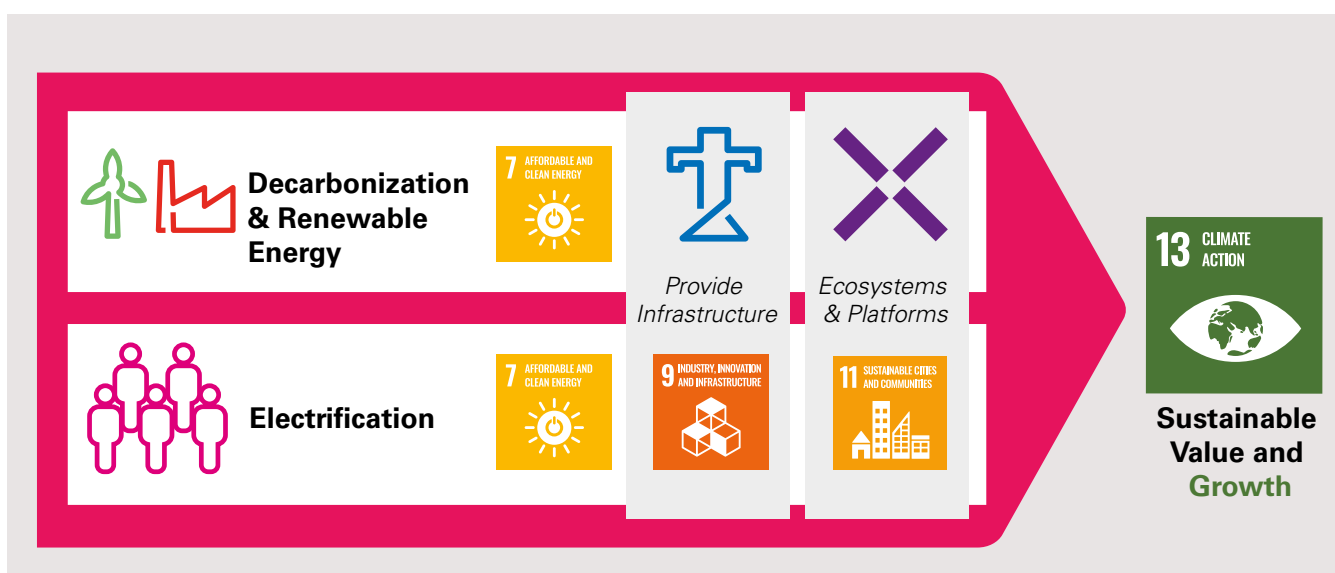 Decarbonization
& Renewable
Energy
7 AFFORDABLE AND
CLEAN ENERGY
Provide
Infrastructure
Ecosystems
& Platforms
Electrification
7 AFFORDABLE AND
CLEAN ENERGY
9 INDUSTRY, INNOVATION
AND INFRASTRUCTURE
11 SUSTAINABLE CITIES
AND COMMUNITIES
13 CLIMATE
ACTION
Sustainable
Value and
Growth